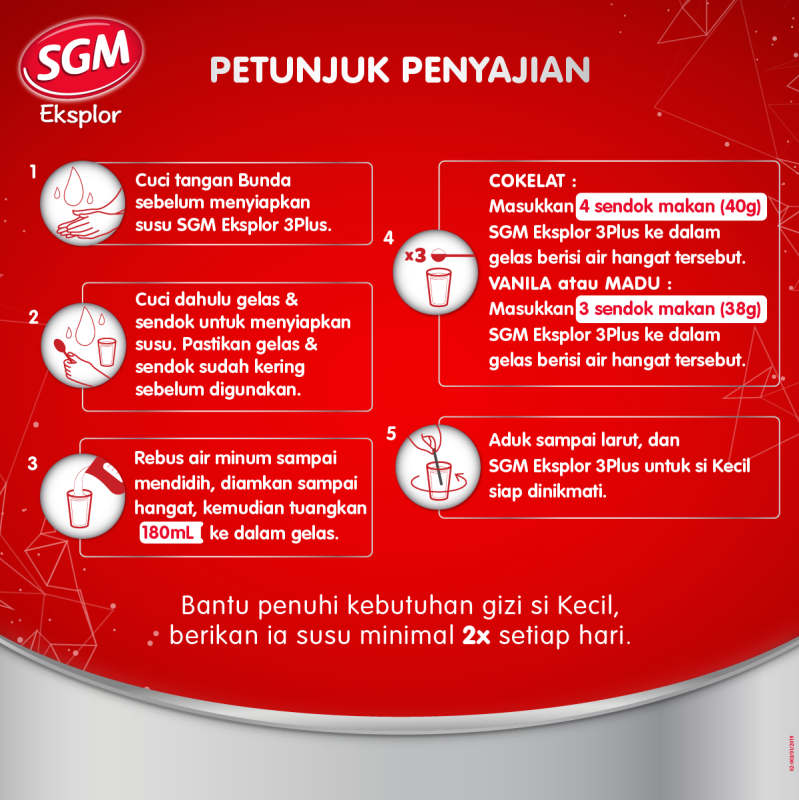 SGM
Eksplor
PETUNJUK PENYAJIAN
1
Cuci tangan Bunda
sebelum menyiapkan
susu SGM Eksplor 3Plus.
2
Cuci dahulu gelas &
sendok untuk menyiapkan
susu. Pastikan gelas &
sendok sudah kering
sebelum digunakan.
3
Rebus air minum sampai
mendidih, diamkan sampai
hangat, kemudian tuangkan
180mL ke dalam gelas.
4
x3
COKELAT :
Masukkan 4 sendok makan (40g)
SGM Eksplor 3Plus ke dalam
gelas berisi air hangat tersebut.
VANILA atau MADU :
Masukkan 3 sendok makan (38g)
SGM Eksplor 3Plus ke dalam
gelas berisi air hangat tersebut.
5
Aduk sampai larut, dan
SGM Eksplor 3Plus untuk si Kecil
siap dinikmati.
Bantu penuhi kebutuhan gizi si Kecil,
berikan ia susu minimal 2x setiap hari.